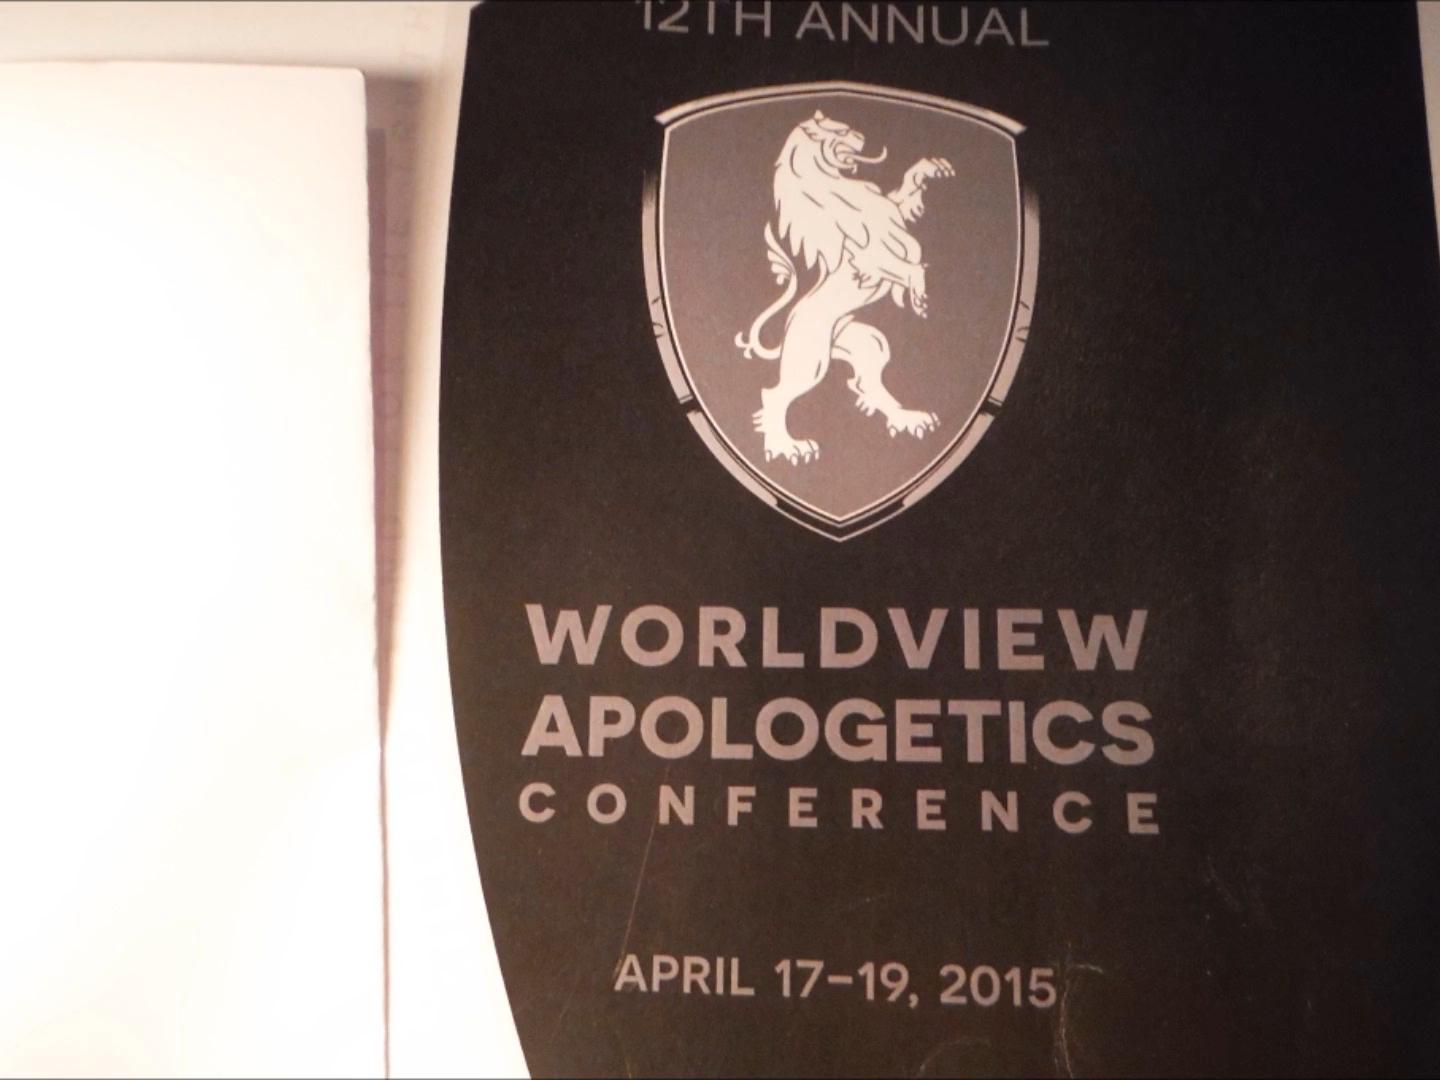 12TH ANNUAL
WORLDVIEW
APOLOGETICS
CONFERENCE
APRIL 17-19, 2015